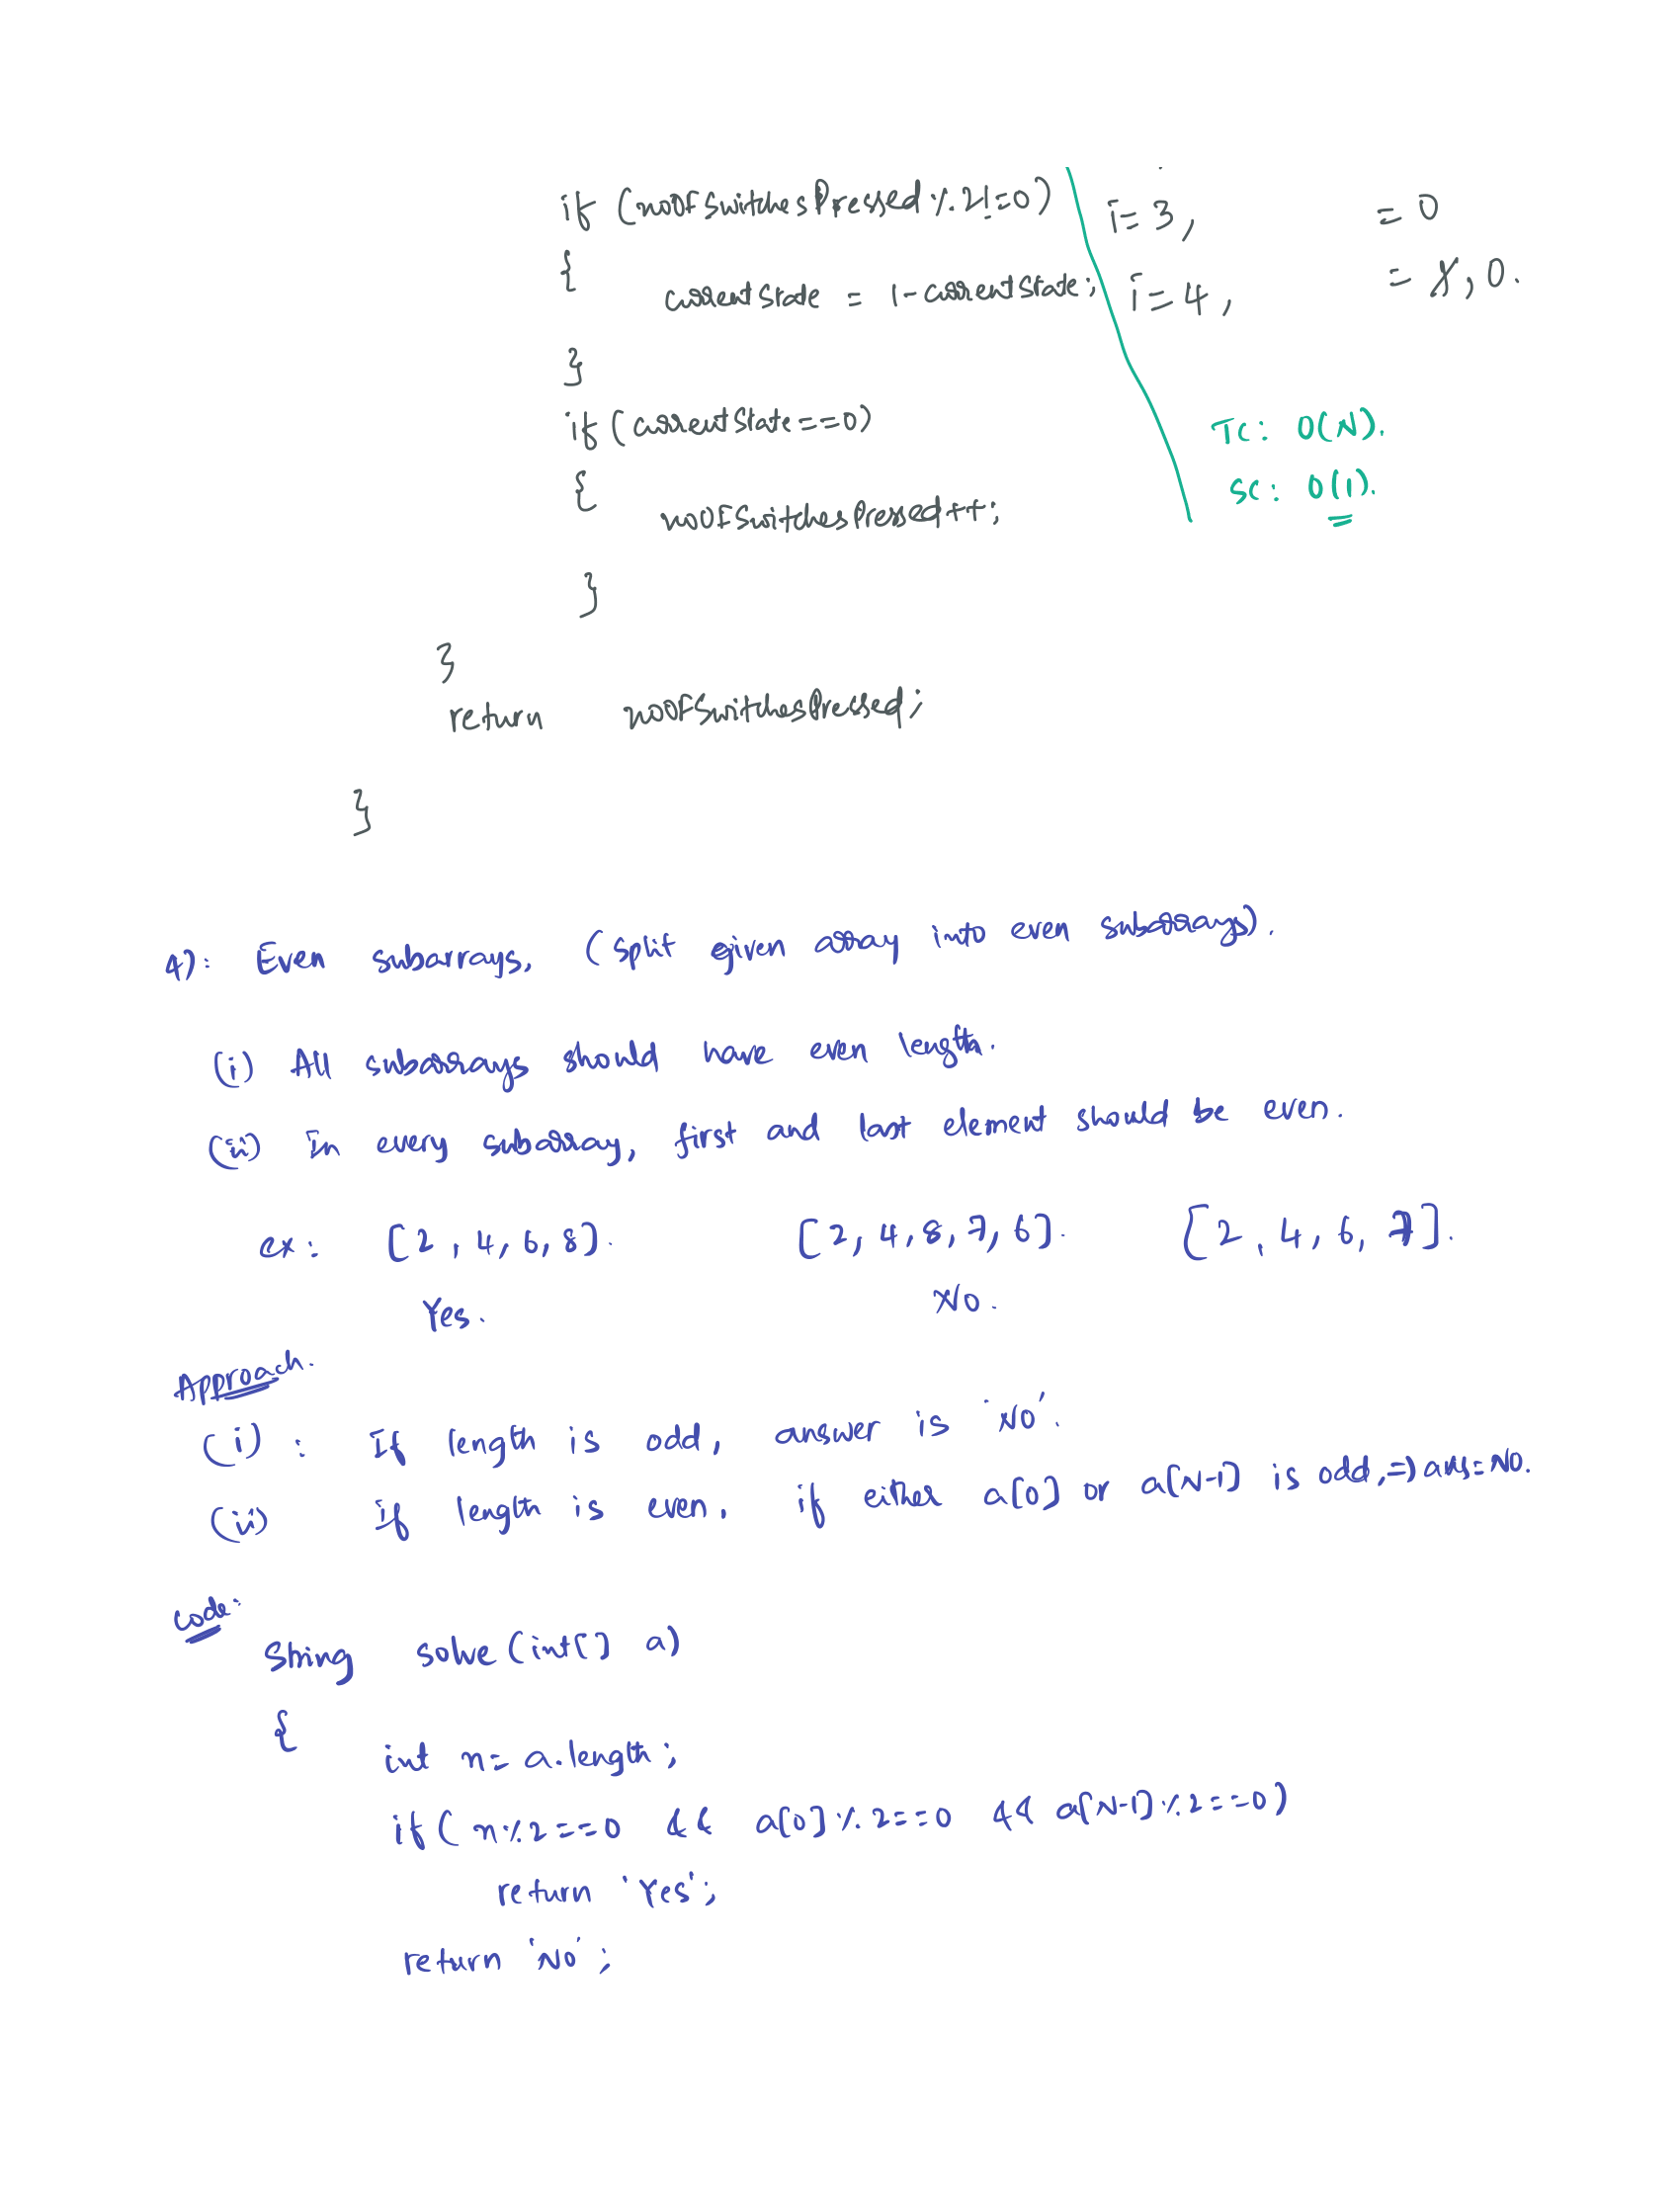 if (noOfSwitchesPressed % 2!=0)
{
currentState = 1-currentState;
}
if (currentState==0)
{
noOfSwitchesPressed++;
}
}
return noOfSwitchesPressed;
}
i=3, =0
i=4, = 1, 0.
TC: O(N).
SC: O(1).
4): Even subarrays. (split given array into even subarrays).
(i) All subarrays should have even length.
(ii) In every subarray, first and last element should be even.
ex: [2, 4, 6, 8]. [2, 4, 8, 7, 6]. [2, 4, 6, 7].
Yes. No.
Approach.
(i) : If length is odd, answer is 'NO'.
(ii) If length is even, if either a[0] or a[N-1] is odd, => ans=NO.
Code:
String solve(int[] a)
{
int n= a.length;
if( n%2==0 && a[0]%2==0 && a[N-1]%2==0)
return 'Yes';
return 'NO';